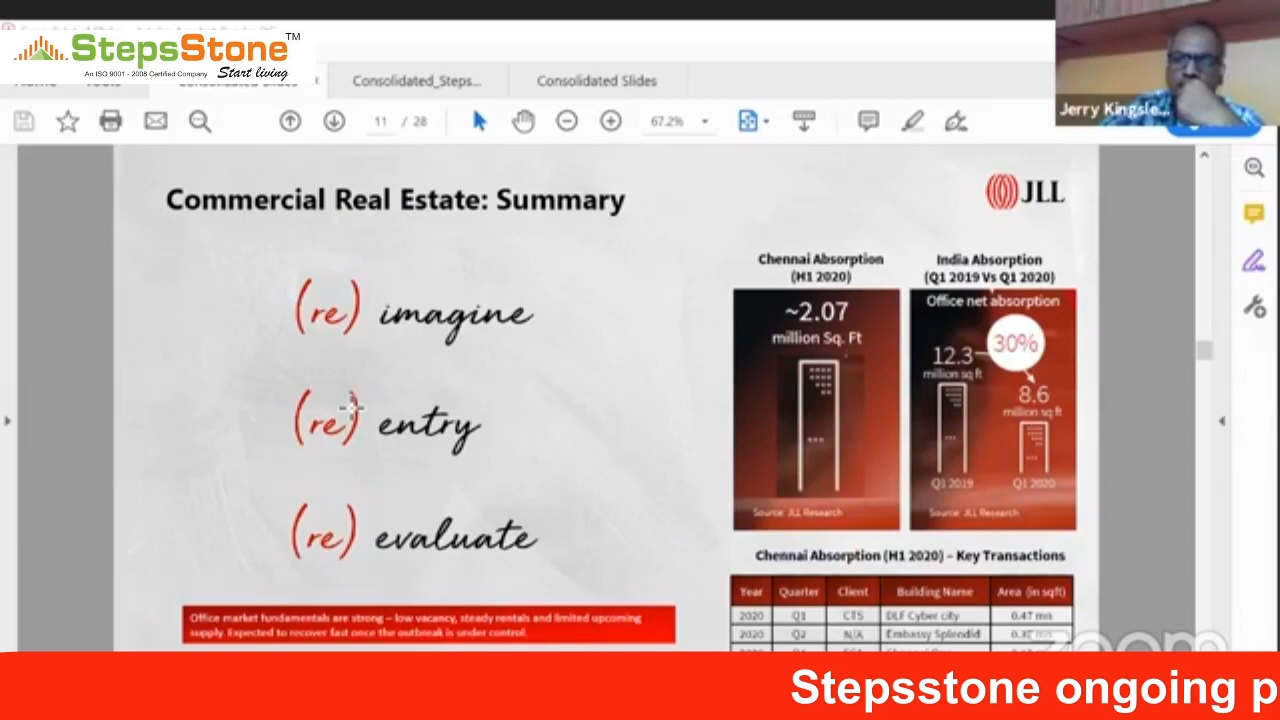 StepsStone TM
An ISO 9001 - 2008 Certified Company Start living
Consolidated Slides
Consolidated_Steps...
Consolidated Slides
Jerry Kingsle...
11 / 28
67.2%
Commercial Real Estate: Summary
JLL
(re) imagine
(re) entry
(re) evaluate
Office market fundamentals are strong – low vacancy, steady rentals and limited upcoming
supply. Expected to recover fast once the outbreak is under control.
Chennai Absorption
(H1 2020)
~2.07
million Sq. Ft
Source: JLL Research
India Absorption
(Q1 2019 Vs Q1 2020)
Office net absorption
30%
12.3
million sq ft
8.6
million sq ft
Q1 2019 Q1 2020
Source: JLL Research
Chennai Absorption (H1 2020) – Key Transactions
Year Quarter Client Building Name Area (in sqft)
2020 Q1 CTS DLF Cyber city 0.47 mn
2020 Q2 N/A Embassy Splendid
zoom
Stepsstone ongoing p